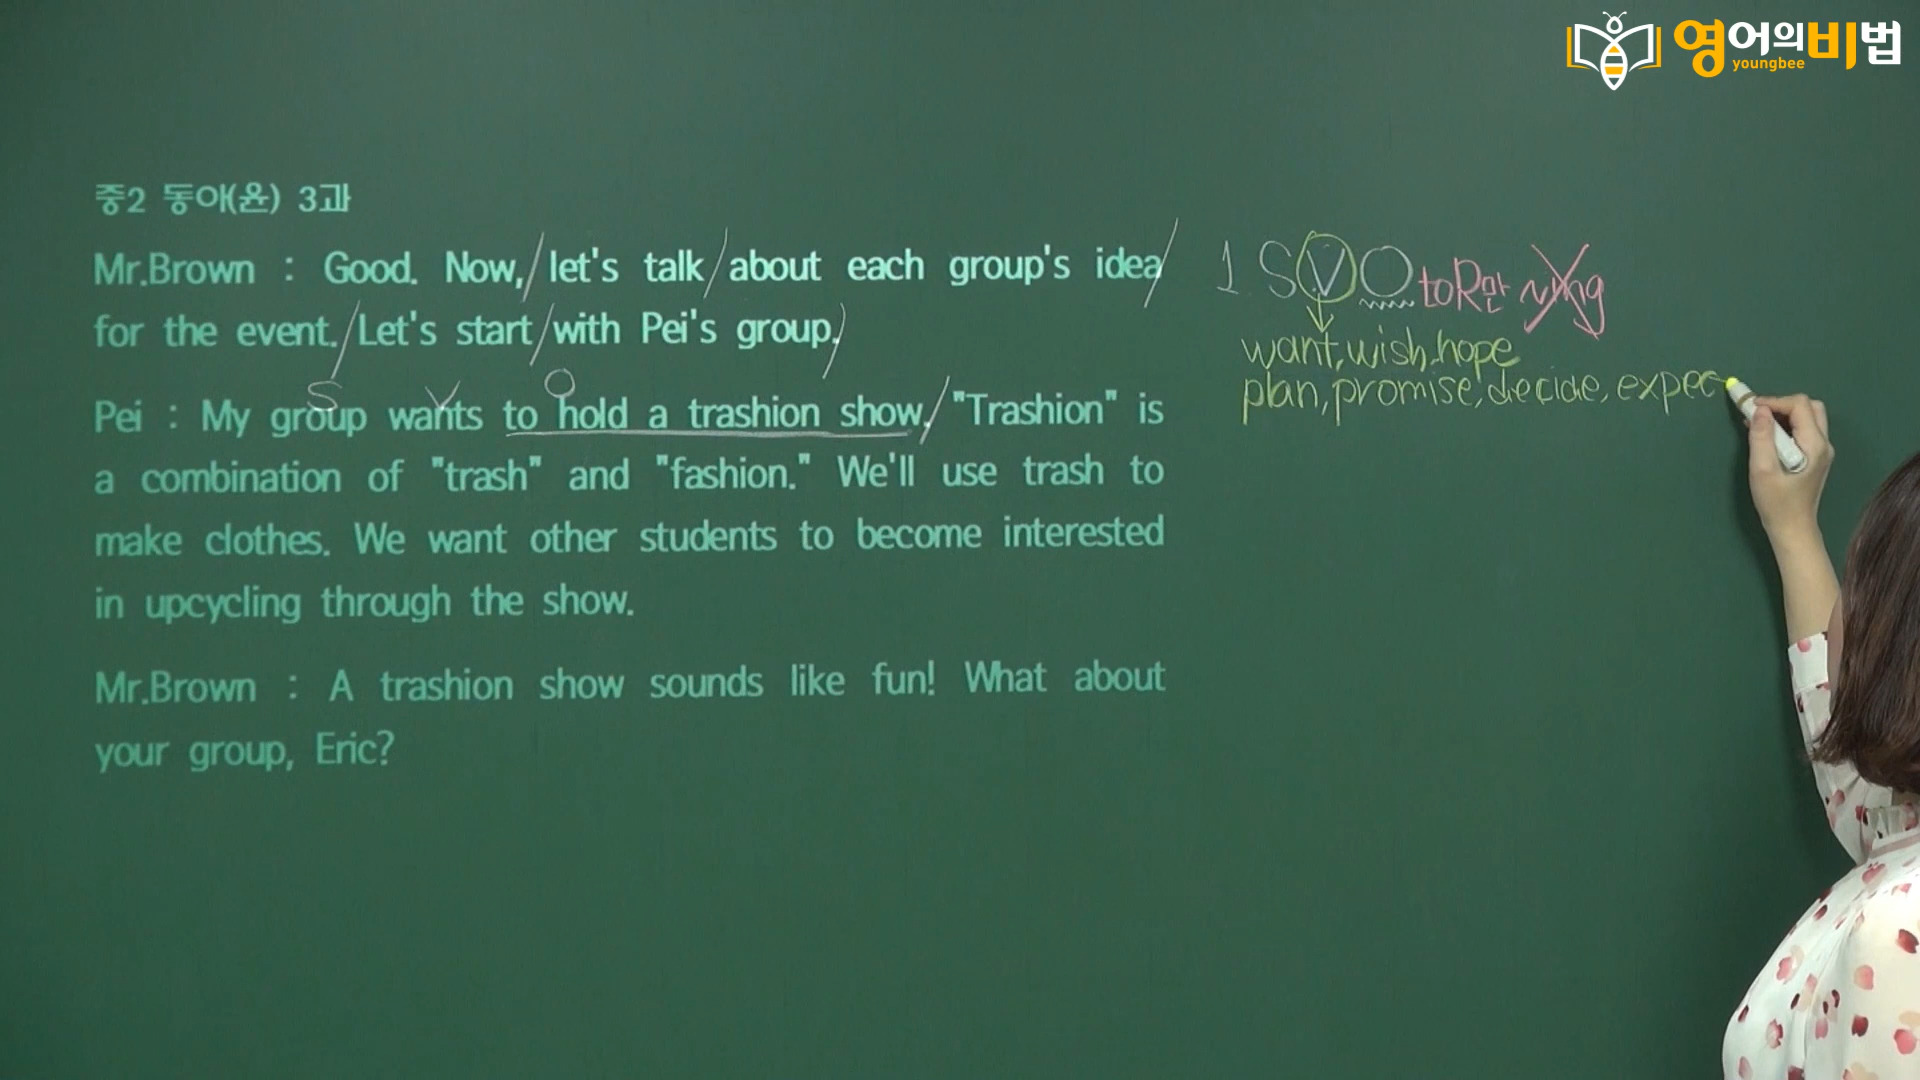 영어의비법
youngbee
중2 동아(윤) 3과
Mr.Brown : Good. Now, let's talk about each group's idea
for the event. Let's start with Pei's group.
S V O
Pei : My group wants to hold a trashion show. "Trashion" is
a combination of "trash" and "fashion." We'll use trash to
make clothes. We want other students to become interested
in upcycling through the show.
Mr.Brown : A trashion show sounds like fun! What about
your group, Eric?
1 S V O to R만 ~ing
want, wish, hope
plan, promise, decide, expec